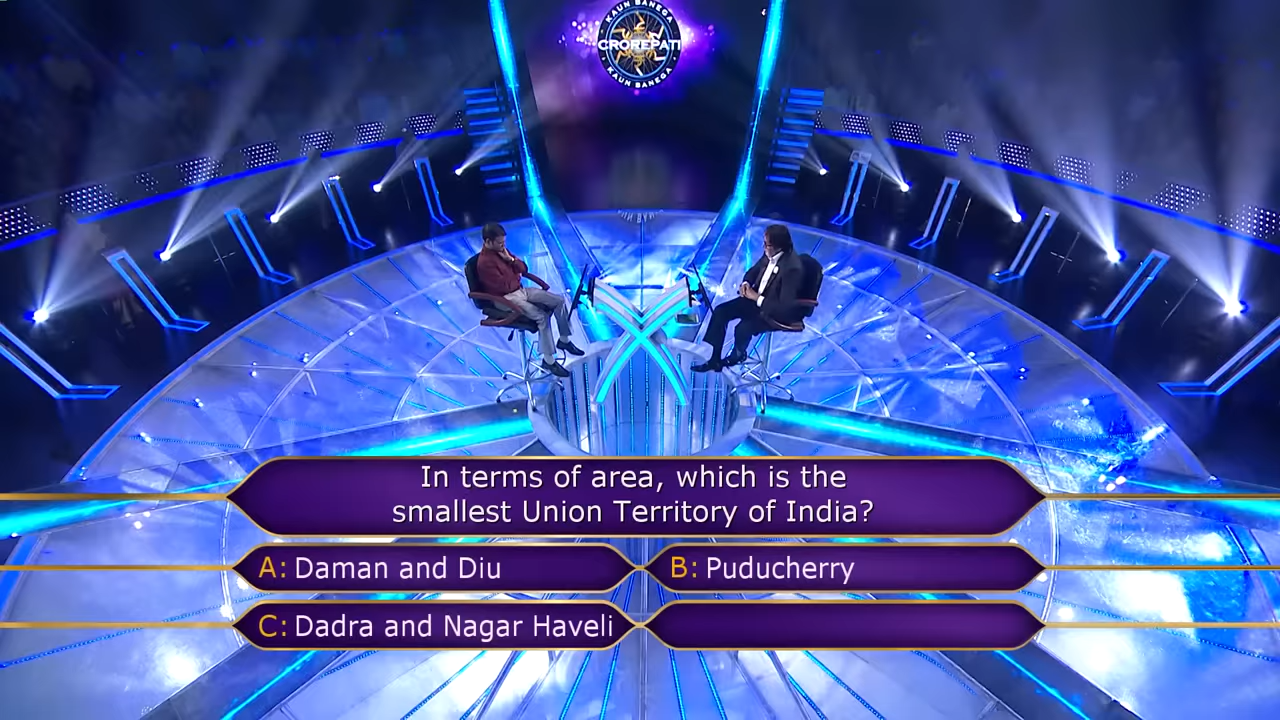 KAUN BANEGA
CROREPATI
KAUN BANEGA
In terms of area, which is the
smallest Union Territory of India?
A: Daman and Diu
B: Puducherry
C: Dadra and Nagar Haveli